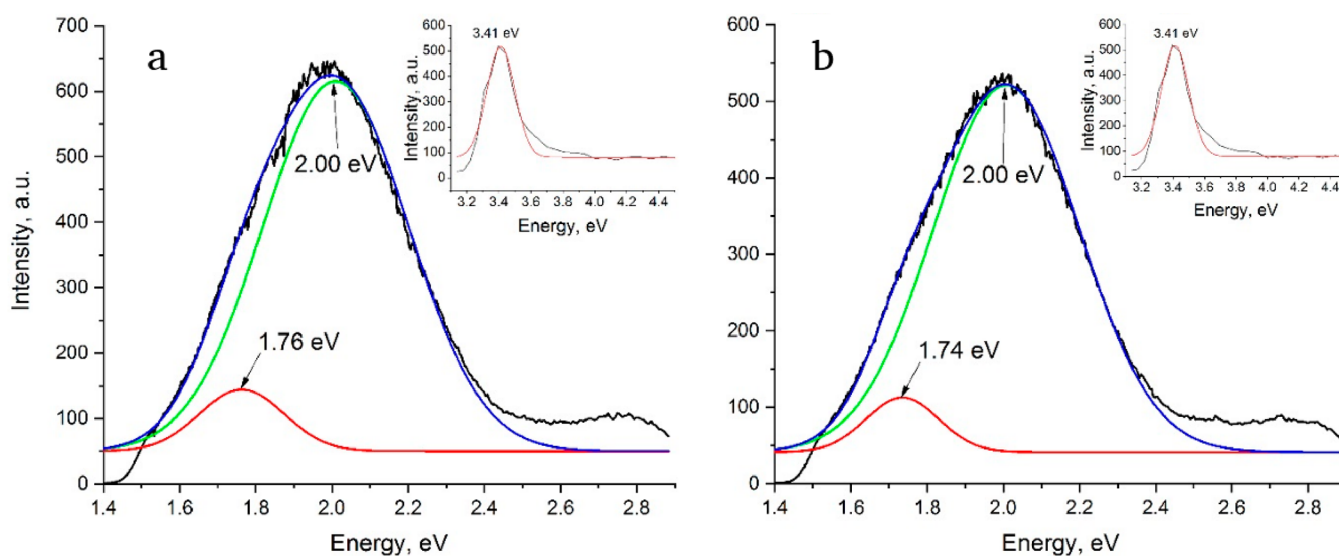 a
Intensity, a.u.
700
600
500
400
300
200
100
0
1.4 1.6 1.8 2.0 2.2 2.4 2.6 2.8
Energy, eV
2.00 eV
1.76 eV
3.41 eV
Intensity, a.u.
600
500
400
300
200
100
0
3.2 3.4 3.6 3.8 4.0 4.2 4.4
Energy, eV
b
600
500
400
300
200
100
0
1.4 1.6 1.8 2.0 2.2 2.4 2.6 2.8
Energy, eV
2.00 eV
1.74 eV
3.41 eV
Intensity, a.u.
600
500
400
300
200
100
0
3.2 3.4 3.6 3.8 4.0 4.2 4.4
Energy, eV